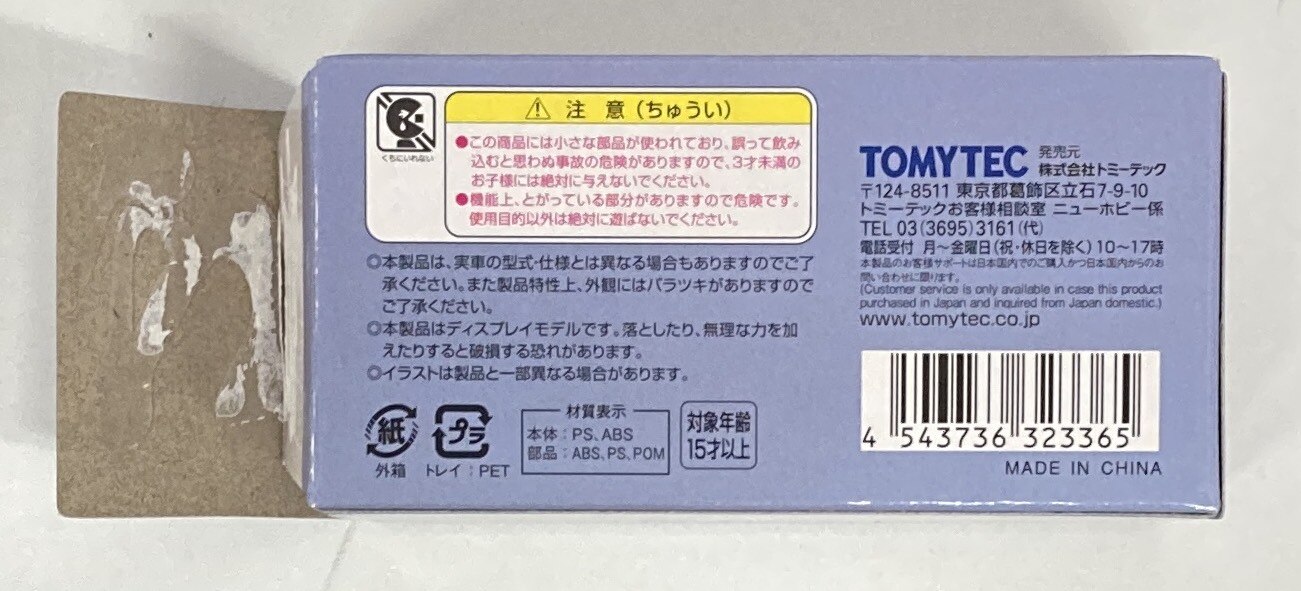 くちにいれない
注 意（ちゅうい）
●この商品には小さな部品が使われており、誤って飲み
込むと思わぬ事故の危険がありますので、3才未満の
お子様には絶対に与えないでください。
●機能上、とがっている部分がありますので危険です。
使用目的以外は絶対に遊ばないでください。
◎本製品は、実車の型式・仕様とは異なる場合もありますのでご了
承ください。また製品特性上、外観にはバラツキがありますので
ご了承ください。
◎本製品はディスプレイモデルです。落としたり、無理な力を加
えたりすると破損する恐れがあります。
◎イラストは製品と一部異なる場合があります。
紙
外箱
プラ
トレイ：PET
材質表示
本体：PS、ABS
部品：ABS、PS、POM
対象年齢
15才以上
TOMYTEC
発売元
株式会社トミーテック
〒124-8511 東京都葛飾区立石7-9-10
トミーテックお客様相談室 ニューホビー係
TEL 03(3695)3161(代)
電話受付 月～金曜日(祝・休日を除く)10～17時
本製品のお客様サポートは日本国内でのご購入かつ日本国内からのお
問い合わせに限ります。
(Customer service is only available in case this product
purchased in Japan and inquired from Japan domestic.)
www.tomytec.co.jp
4 543736 323365
MADE IN CHINA